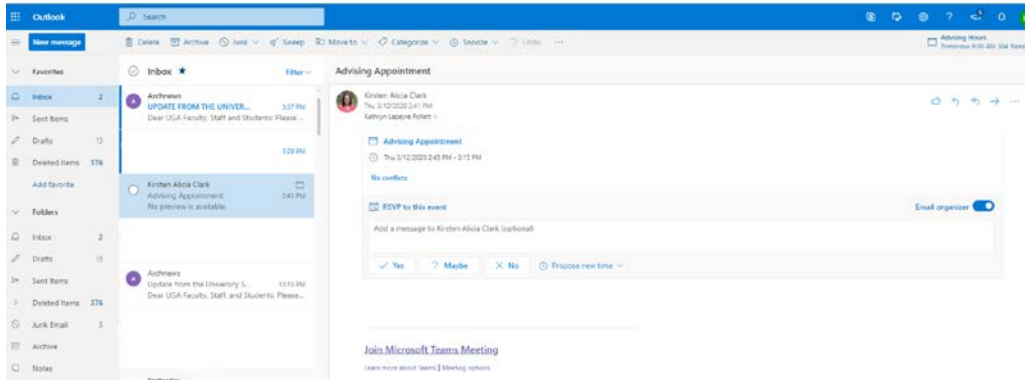 Outlook
Search
New message
Delete Archive Junk Sweep Move to Categorize Snooze Undo
Advising Hours
Favorites
Inbox 2
Sent Items
Drafts 13
Deleted Items 376
Add favorite
Folders
Inbox 2
Drafts 13
Sent Items
Deleted Items 376
Junk Email 5
Archive
Notes
Inbox ★ Filter
Archnews
UPDATE FROM THE UNIVER... 3:57 PM
Dear UGA Faculty, Staff and Students: Please ...
Kirsten Alicia Clark
Advising Appointment 2:41 PM
No preview is available.
Archnews
Update from the University S... 12:15 PM
Dear UGA Faculty, Staff, and Students: Please...
Advising Appointment
Kirsten Alicia Clark
Thu 3/12/2020 2:41 PM
Advising Appointment
Thu 3/12/2020 2:45 PM - 3:15 PM
No conflicts
RSVP to this event Email organizer
Add a message to Kirsten Alicia Clark (optional)
Yes ? Maybe No Propose new time
Join Microsoft Teams Meeting
Learn more about Teams | Meeting options